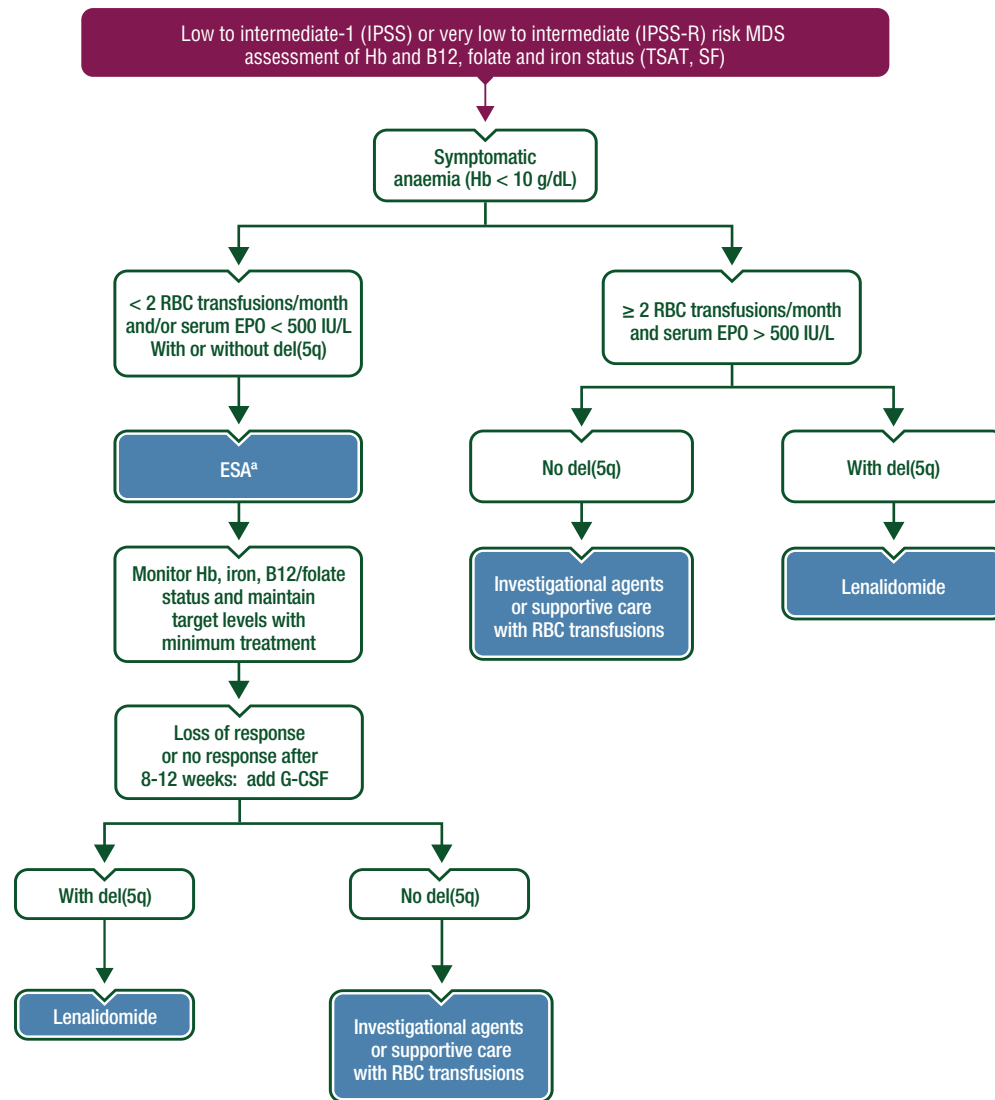 Low to intermediate-1 (IPSS) or very low to intermediate (IPSS-R) risk MDS
assessment of Hb and B12, folate and iron status (TSAT, SF)
Symptomatic
anaemia (Hb < 10 g/dL)
< 2 RBC transfusions/month
and/or serum EPO < 500 IU/L
With or without del(5q)
≥ 2 RBC transfusions/month
and serum EPO > 500 IU/L
ESAª
No del(5q)
With del(5q)
Monitor Hb, iron, B12/folate
status and maintain
target levels with
minimum treatment
Investigational agents
or supportive care
with RBC transfusions
Lenalidomide
Loss of response
or no response after
8-12 weeks: add G-CSF
With del(5q)
No del(5q)
Lenalidomide
Investigational agents
or supportive care
with RBC transfusions